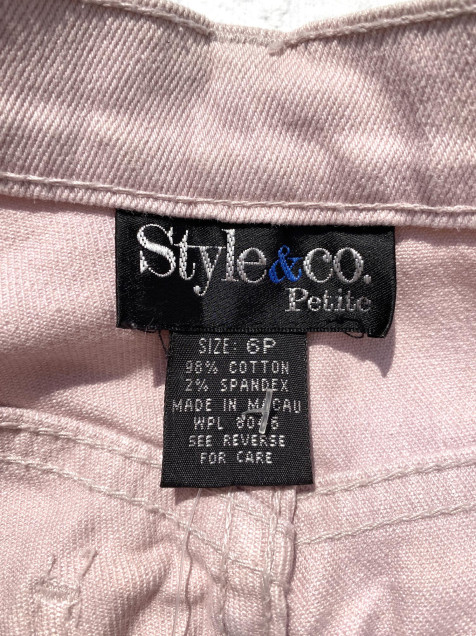 Style&co.
Petite
SIZE: 6P
98% COTTON
2% SPANDEX
MADE IN MACAU
WPL
SEE REVERSE
FOR CARE